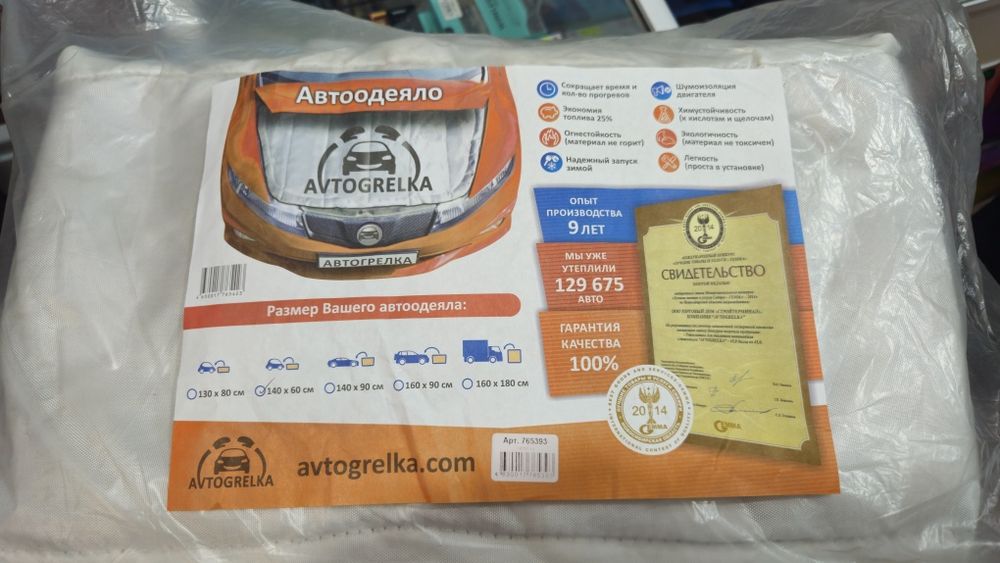 Автоодеяло
AVTOGRELKA
АВТОГРЕЛКА
Сокращает время и
кол-во прогревов
Экономия
топлива 25%
Огнестойкость
(материал не горит)
Надежный запуск
зимой
Шумоизоляция
двигателя
Химустойчивость
(к кислотам и щелочам)
Экологичность
(материал не токсичен)
Легкость
(проста в установке)
ОПЫТ
ПРОИЗВОДСТВА
9 ЛЕТ
МЫ УЖЕ
УТЕПЛИЛИ
129 675
АВТО
ГАРАНТИЯ
КАЧЕСТВА
100%
2014
СВИДЕТЕЛЬСТВО
Размер Вашего автоодеяла:
130 x 80 см
140 x 60 см
140 x 90 см
160 x 90 см
160 x 180 см
2014
GEMMA
AVTOGRELKA
avtogrelka.com
Арт. 765393